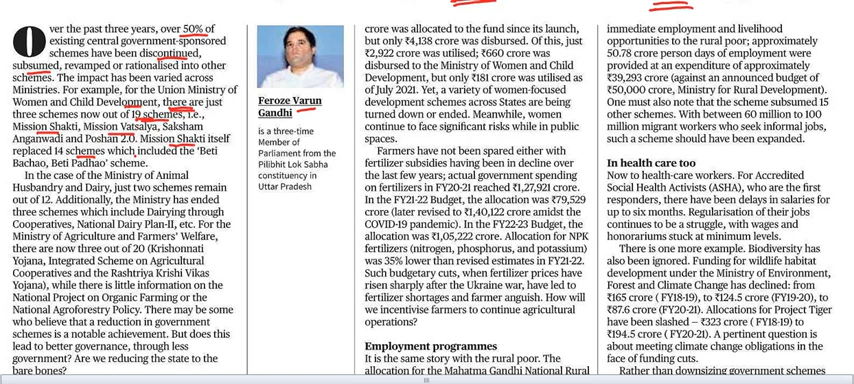 Over the past three years, over 50% of
existing central government-sponsored
schemes have been discontinued,
subsumed, revamped or rationalised into other
schemes. The impact has been varied across
Ministries. For example, for the Union Ministry of
Women and Child Development, there are just
three schemes now out of 19 schemes, i.e.,
Mission Shakti, Mission Vatsalya, Saksham
Anganwadi and Poshan 2.0. Mission Shakti itself
replaced 14 schemes which included the ‘Beti
Bachao, Beti Padhao’ scheme.
In the case of the Ministry of Animal
Husbandry and Dairy, just two schemes remain
out of 12. Additionally, the Ministry has ended
three schemes which include Dairying through
Cooperatives, National Dairy Plan-II, etc. For the
Ministry of Agriculture and Farmers’ Welfare,
there are now three out of 20 (Krishonnati
Yojana, Integrated Scheme on Agricultural
Cooperatives and the Rashtriya Krishi Vikas
Yojana), while there is little information on the
National Project on Organic Farming or the
National Agroforestry Policy. There may be some
who believe that a reduction in government
schemes is a notable achievement. But does this
lead to better governance, through less
government? Are we reducing the state to the
bare bones?
Feroze Varun
Gandhi
is a three-time
Member of
Parliament from the
Pilibhit Lok Sabha
constituency in
Uttar Pradesh
crore was allocated to the fund since its launch,
but only ₹4,138 crore was disbursed. Of this, just
₹2,922 crore was utilised; ₹660 crore was
disbursed to the Ministry of Women and Child
Development, but only ₹181 crore was utilised as
of July 2021. Yet, a variety of women-focused
development schemes across States are being
turned down or ended. Meanwhile, women
continue to face significant risks while in public
spaces.
Farmers have not been spared either with
fertilizer subsidies having been in decline over
the last few years; actual government spending
on fertilizers in FY20-21 reached ₹1,27,921 crore.
In the FY21-22 Budget, the allocation was ₹79,529
crore (later revised to ₹1,40,122 crore amidst the
COVID-19 pandemic). In the FY22-23 Budget, the
allocation was ₹1,05,222 crore. Allocation for NPK
fertilizers (nitrogen, phosphorus, and potassium)
was 35% lower than revised estimates in FY21-22.
Such budgetary cuts, when fertilizer prices have
risen sharply after the Ukraine war, have led to
fertilizer shortages and farmer anguish. How will
we incentivise farmers to continue agricultural
operations?
Employment programmes
It is the same story with the rural poor. The
allocation for the Mahatma Gandhi National Rural
immediate employment and livelihood
opportunities to the rural poor; approximately
50.78 crore person days of employment were
provided at an expenditure of approximately
₹39,293 crore (against an announced budget of
₹50,000 crore, Ministry for Rural Development).
One must also note that the scheme subsumed 15
other schemes. With between 60 million to 100
million migrant workers who seek informal jobs,
such a scheme should have been expanded.
In health care too
Now to health-care workers. For Accredited
Social Health Activists (ASHA), who are the first
responders, there have been delays in salaries for
up to six months. Regularisation of their jobs
continues to be a struggle, with wages and
honorariums stuck at minimum levels.
There is one more example. Biodiversity has
also been ignored. Funding for wildlife habitat
development under the Ministry of Environment,
Forest and Climate Change has declined: from
₹165 crore ( FY18-19), to ₹124.5 crore (FY19-20), to
₹87.6 crore (FY20-21). Allocations for Project Tiger
have been slashed — ₹323 crore ( FY18-19) to
₹194.5 crore ( FY20-21). A pertinent question is
about meeting climate change obligations in the
face of funding cuts.
Rather than downsizing government schemes